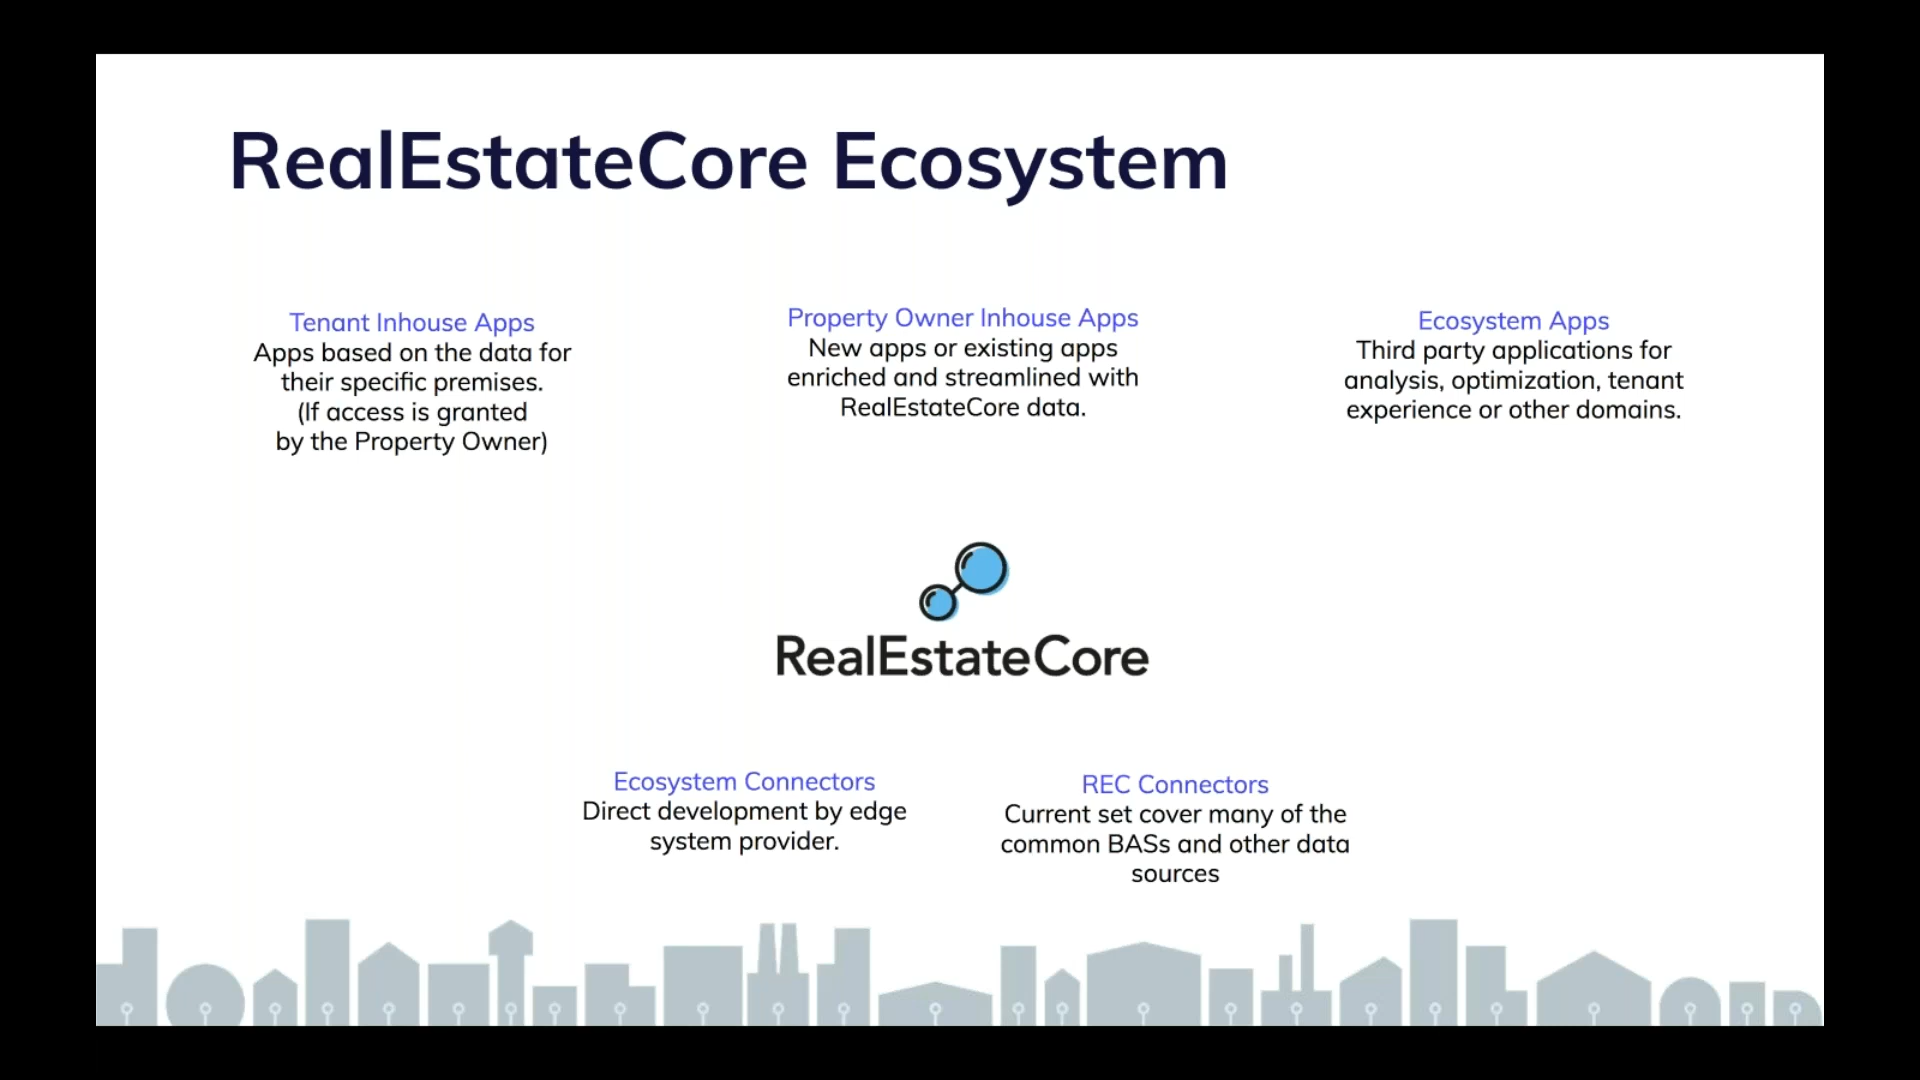 RealEstateCore Ecosystem
Tenant Inhouse Apps
Apps based on the data for
their specific premises.
(If access is granted
by the Property Owner)
Property Owner Inhouse Apps
New apps or existing apps
enriched and streamlined with
RealEstateCore data.
Ecosystem Apps
Third party applications for
analysis, optimization, tenant
experience or other domains.
RealEstateCore
Ecosystem Connectors
Direct development by edge
system provider.
REC Connectors
Current set cover many of the
common BASs and other data
sources